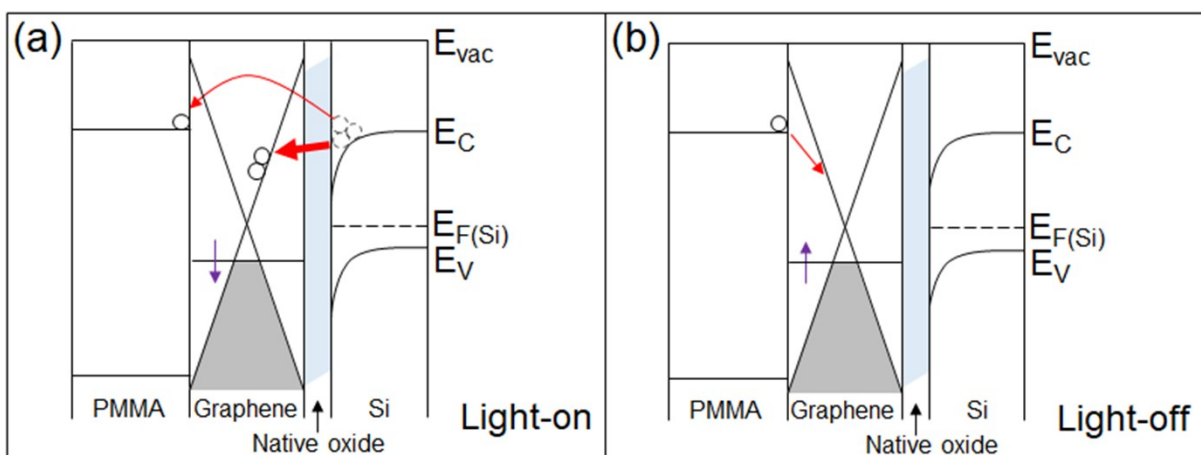 (a)
E_vac
E_C
E_F(Si)
E_V
PMMA Graphene Si
Native oxide
Light-on
(b)
E_vac
E_C
E_F(Si)
E_V
PMMA Graphene Si
Native oxide
Light-off